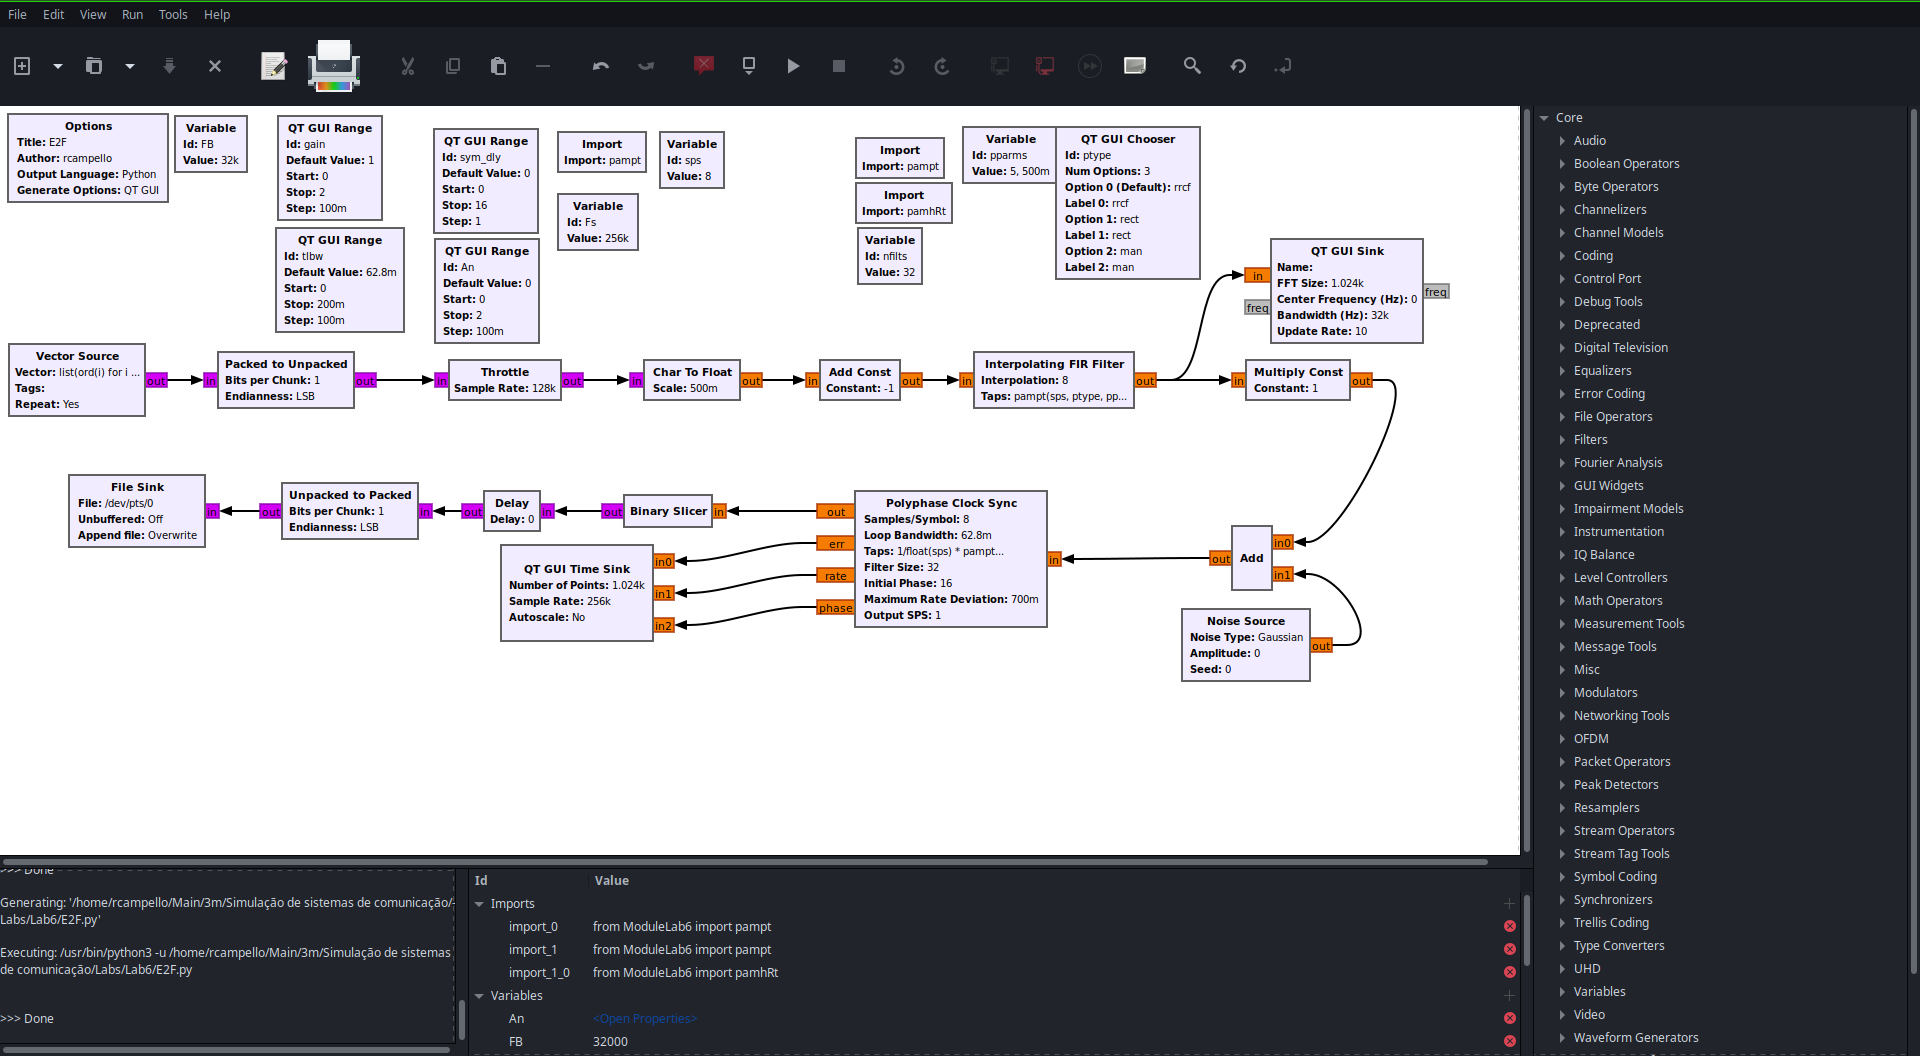 File Edit View Run Tools Help
Options
Title: E2F
Author: rcampello
Output Language: Python
Generate Options: QT GUI
Variable
Id: FB
Value: 32k
QT GUI Range
Id: gain
Default Value: 1
Start: 0
Stop: 2
Step: 100m
QT GUI Range
Id: tlbw
Default Value: 62.8m
Start: 0
Stop: 200m
Step: 100m
QT GUI Range
Id: sym_dly
Default Value: 0
Start: 0
Stop: 16
Step: 1
QT GUI Range
Id: An
Default Value: 0
Start: 0
Stop: 2
Step: 100m
Import
Import: pampt
Variable
Id: sps
Value: 8
Variable
Id: Fs
Value: 256k
Import
Import: pampt
Import
Import: pamhRt
Variable
Id: nfilts
Value: 32
Variable
Id: pparms
Value: 5, 500m
QT GUI Chooser
Id: ptype
Num Options: 3
Option 0 (Default): rrcf
Label 0: rrcf
Option 1: rect
Label 1: rect
Option 2: man
Label 2: man
QT GUI Sink
Name:
FFT Size: 1.024k
Center Frequency (Hz): 0
Bandwidth (Hz): 32k
Update Rate: 10
in
freq
freq
Vector Source
Vector: list(ord(i) for i ...
Tags:
Repeat: Yes
out
in
Packed to Unpacked
Bits per Chunk: 1
Endianness: LSB
out
in
Throttle
Sample Rate: 128k
out
in
Char To Float
Scale: 500m
out
in
Add Const
Constant: -1
out
in
Interpolating FIR Filter
Interpolation: 8
Taps: pampt(sps, ptype, pp...
out
in
Multiply Const
Constant: 1
out
File Sink
File: /dev/pts/0
Unbuffered: Off
Append file: Overwrite
in
out
Unpacked to Packed
Bits per Chunk: 1
Endianness: LSB
in
out
Delay
Delay: 0
in
out
Binary Slicer
in
out
err
rate
phase
Polyphase Clock Sync
Samples/Symbol: 8
Loop Bandwidth: 62.8m
Taps: 1/float(sps) * pampt...
Filter Size: 32
Initial Phase: 16
Maximum Rate Deviation: 700m
Output SPS: 1
in
QT GUI Time Sink
Number of Points: 1.024k
Sample Rate: 256k
Autoscale: No
in0
in1
in2
out
Add
in0
in1
Noise Source
Noise Type: Gaussian
Amplitude: 0
Seed: 0
out
Core
Audio
Boolean Operators
Byte Operators
Channelizers
Channel Models
Coding
Control Port
Debug Tools
Deprecated
Digital Television
Equalizers
Error Coding
File Operators
Filters
Fourier Analysis
GUI Widgets
Impairment Models
Instrumentation
IQ Balance
Level Controllers
Math Operators
Measurement Tools
Message Tools
Misc
Modulators
Networking Tools
OFDM
Packet Operators
Peak Detectors
Resamplers
Stream Operators
Stream Tag Tools
Symbol Coding
Synchronizers
Trellis Coding
Type Converters
UHD
Variables
Video
Waveform Generators
>>> Done
Generating: '/home/rcampello/Main/3m/Simulação de sistemas de comunicação/
Labs/Lab6/E2F.py'
Executing: /usr/bin/python3 -u /home/rcampello/Main/3m/Simulação de sistemas
de comunicação/Labs/Lab6/E2F.py
>>> Done
Id Value
Imports
import_0 from ModuleLab6 import pampt
import_1 from ModuleLab6 import pampt
import_1_0 from ModuleLab6 import pamhRt
Variables
An <Open Properties>
FB 32000